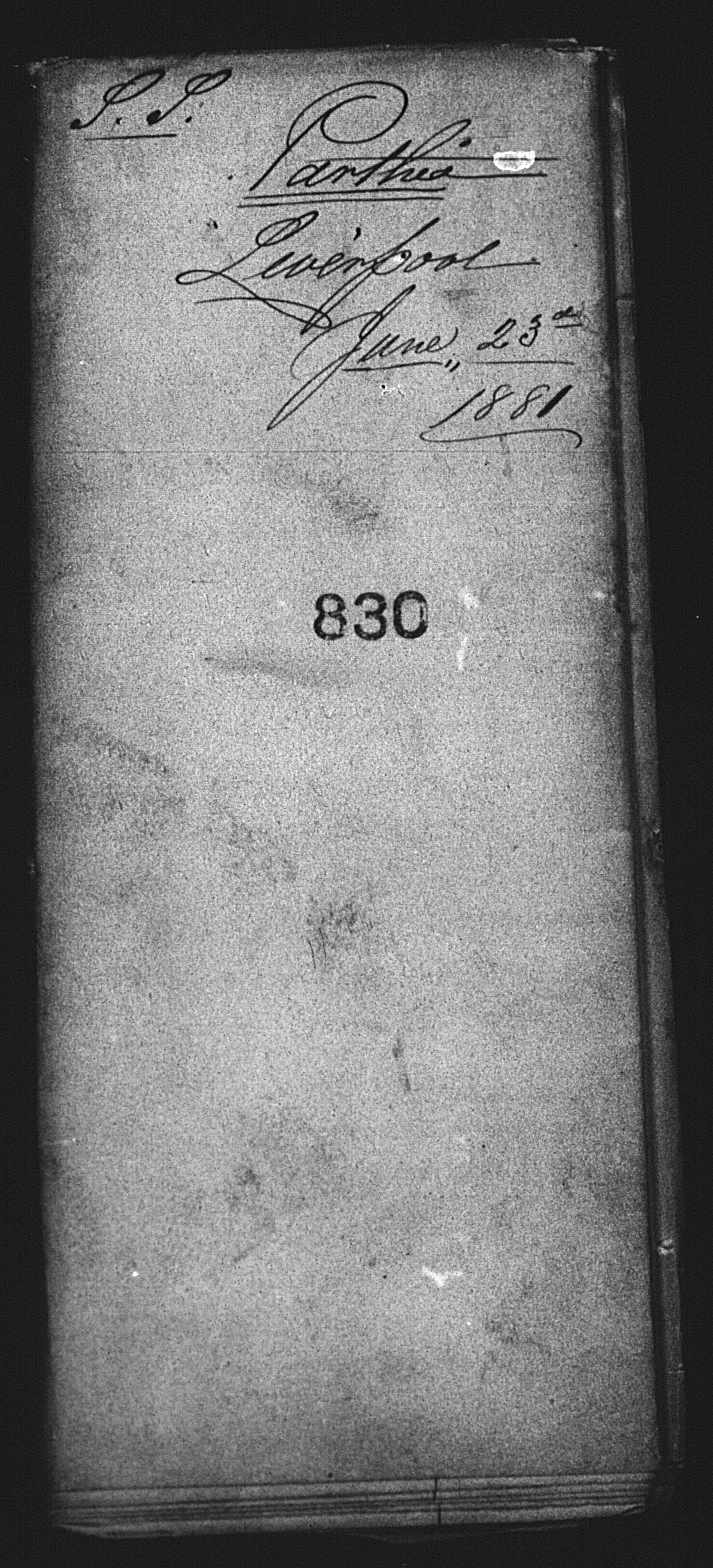 S. S.
Parthia
Liverpool
June,, 23rd
1881
830